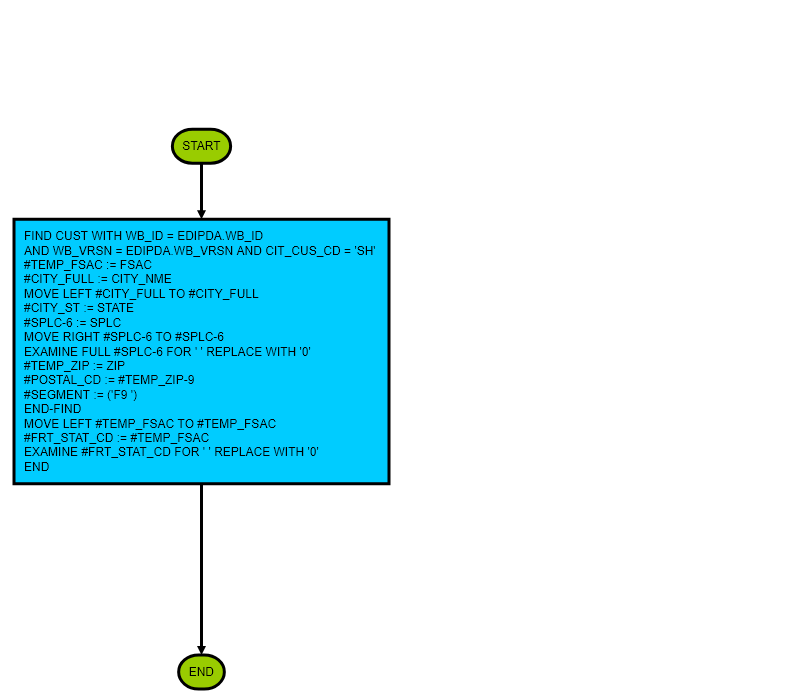 START
FIND CUST WITH WB_ID = EDIPDA.WB_ID
AND WB_VRSN = EDIPDA.WB_VRSN AND CIT_CUS_CD = 'SH'
#TEMP_FSAC := FSAC
#CITY_FULL := CITY_NME
MOVE LEFT #CITY_FULL TO #CITY_FULL
#CITY_ST := STATE
#SPLC-6 := SPLC
MOVE RIGHT #SPLC-6 TO #SPLC-6
EXAMINE FULL #SPLC-6 FOR ' ' REPLACE WITH '0'
#TEMP_ZIP := ZIP
#POSTAL_CD := #TEMP_ZIP-9
#SEGMENT := ('F9 ')
END-FIND
MOVE LEFT #TEMP_FSAC TO #TEMP_FSAC
#FRT_STAT_CD := #TEMP_FSAC
EXAMINE #FRT_STAT_CD FOR ' ' REPLACE WITH '0'
END
END